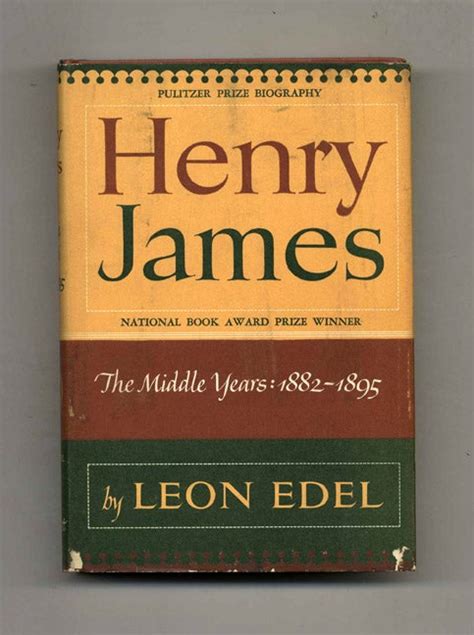 PULITZER PRIZE BIOGRAPHY
Henry
James
NATIONAL BOOK AWARD PRIZE WINNER
The Middle Years: 1882–1895
by LEON EDEL